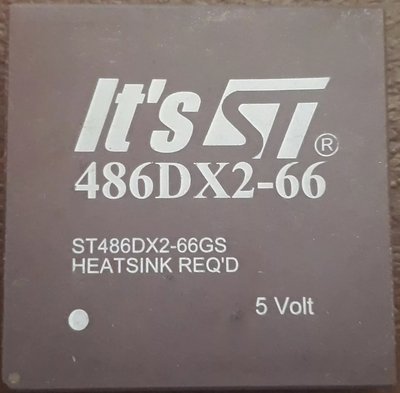 It's ST®
486DX2-66
ST486DX2-66GS
HEATSINK REQ'D
5 Volt